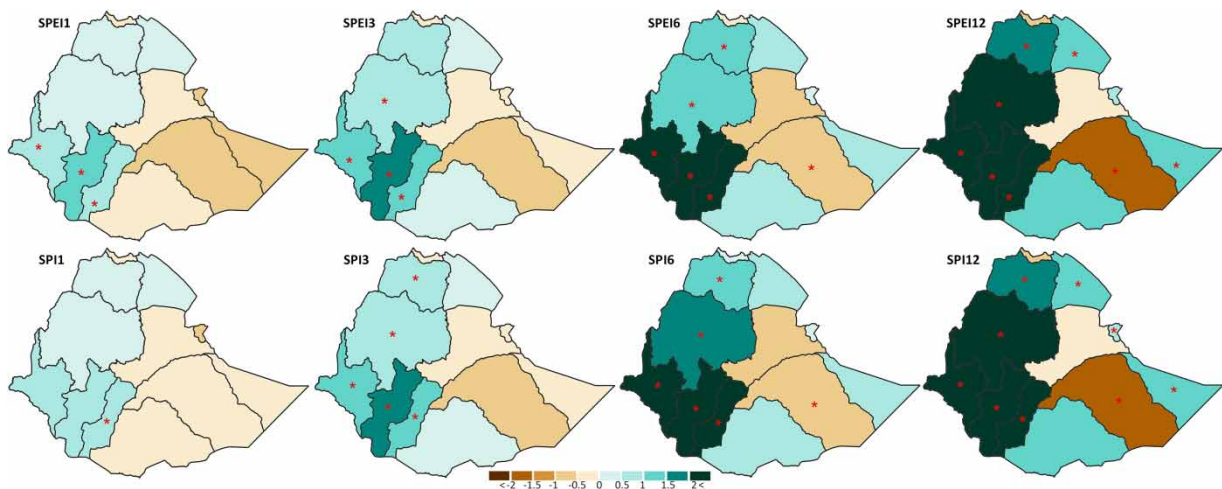 SPEI1 SPEI3 SPEI6 SPEI12
SPI1 SPI3 SPI6 SPI12
<-2 -1.5 -1 -0.5 0 0.5 1 1.5 2<